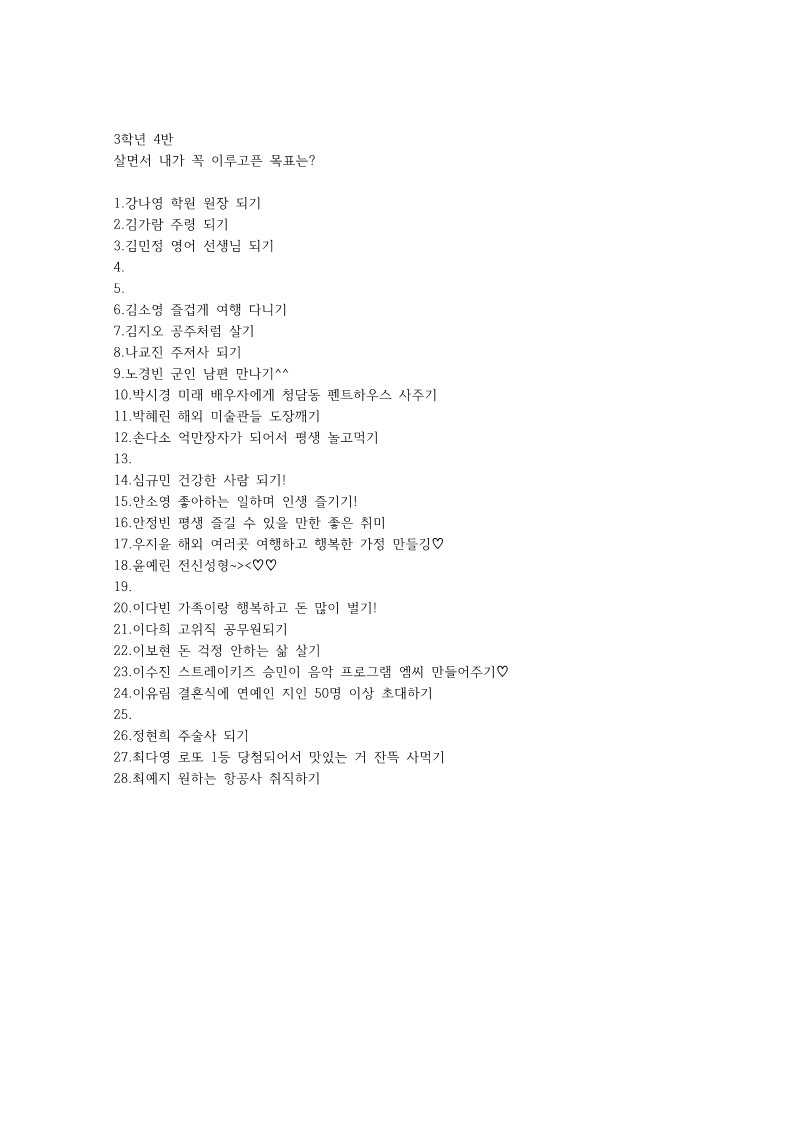 3학년 4반
살면서 내가 꼭 이루고픈 목표는?
1.강나영 학원 원장 되기
2.김가람 주령 되기
3.김민정 영어 선생님 되기
4.
5.
6.김소영 즐겁게 여행 다니기
7.김지오 공주처럼 살기
8.나교진 주저사 되기
9.노경빈 군인 남편 만나기^^
10.박시경 미래 배우자에게 청담동 펜트하우스 사주기
11.박혜린 해외 미술관들 도장깨기
12.손다소 억만장자가 되어서 평생 놀고먹기
13.
14.심규민 건강한 사람 되기!
15.안소영 좋아하는 일하며 인생 즐기기!
16.안정빈 평생 즐길 수 있을 만한 좋은 취미
17.우지윤 해외 여러곳 여행하고 행복한 가정 만들깅♡
18.윤예린 전신성형~><♡♡
19.
20.이다빈 가족이랑 행복하고 돈 많이 벌기!
21.이다희 고위직 공무원되기
22.이보현 돈 걱정 안하는 삶 살기
23.이수진 스트레이키즈 승민이 음악 프로그램 엠씨 만들어주기♡
24.이유림 결혼식에 연예인 지인 50명 이상 초대하기
25.
26.정현희 주술사 되기
27.최다영 로또 1등 당첨되어서 맛있는 거 잔뜩 사먹기
28.최예지 원하는 항공사 취직하기